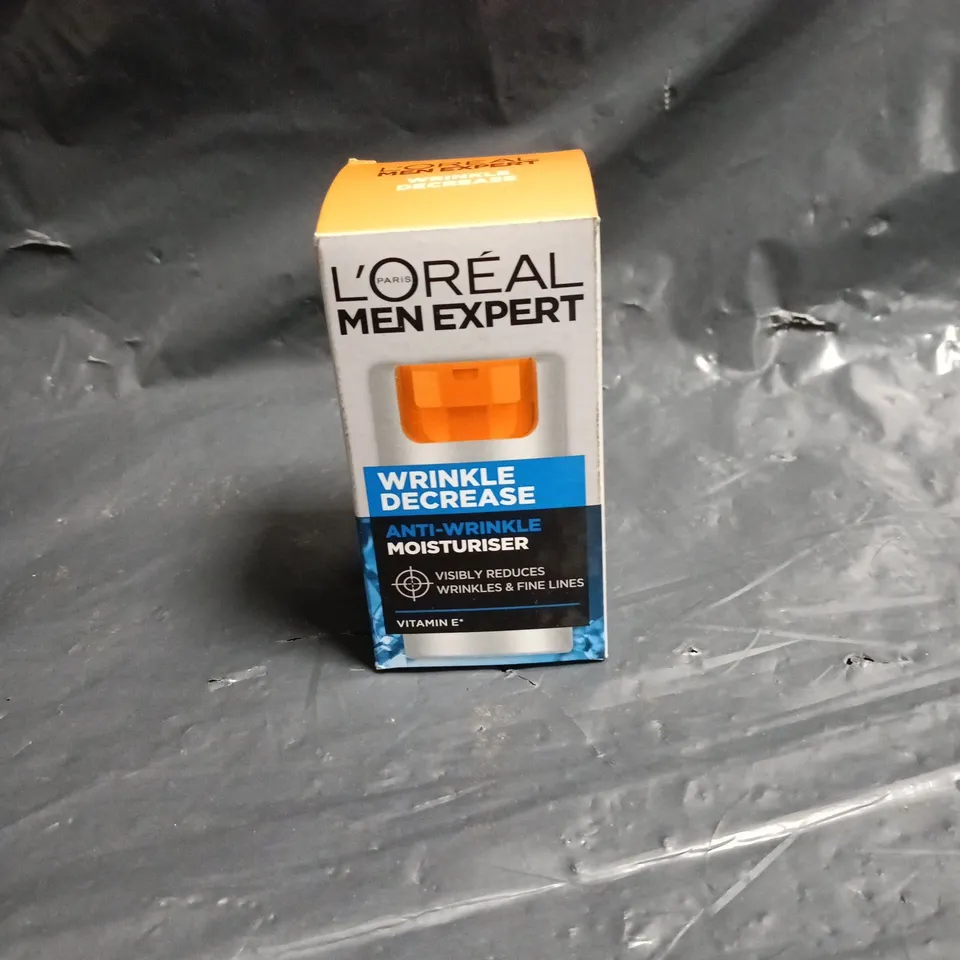 L'ORÉAL
MEN EXPERT
WRINKLE
DECREASE
L'ORÉAL
PARIS
MEN EXPERT
WRINKLE
DECREASE
ANTI-WRINKLE
MOISTURISER
VISIBLY REDUCES
WRINKLES & FINE LINES
VITAMIN E*